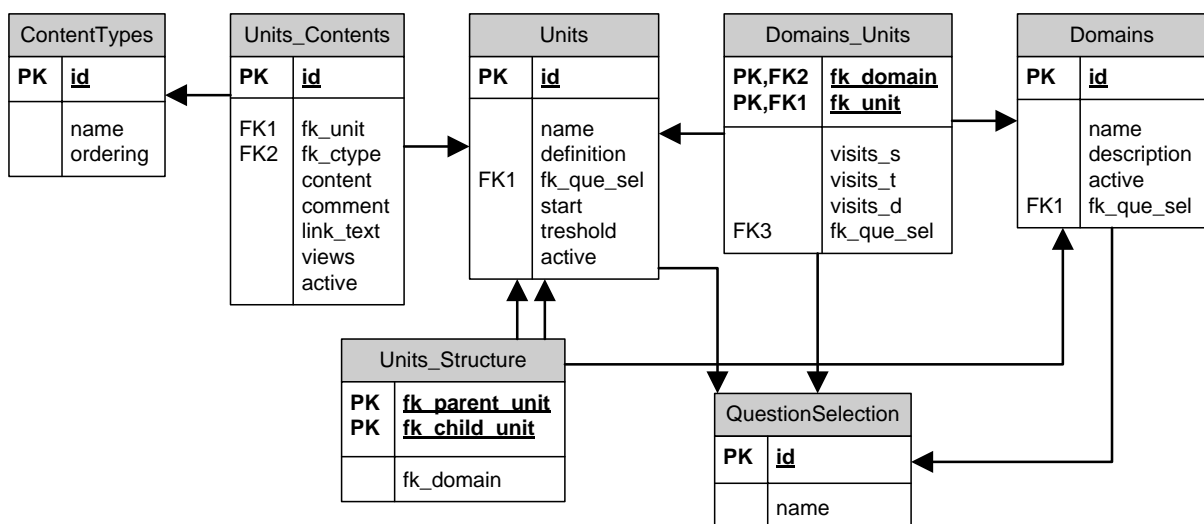 ContentTypes
PK id
name
ordering
Units_Contents
PK id
FK1 fk_unit
FK2 fk_ctype
content
comment
link_text
views
active
Units
PK id
name
definition
FK1 fk_que_sel
start
treshold
active
Domains_Units
PK,FK2 fk_domain
PK,FK1 fk_unit
visits_s
visits_t
visits_d
FK3 fk_que_sel
Domains
PK id
name
description
active
FK1 fk_que_sel
Units_Structure
PK fk_parent_unit
PK fk_child_unit
fk_domain
QuestionSelection
PK id
name